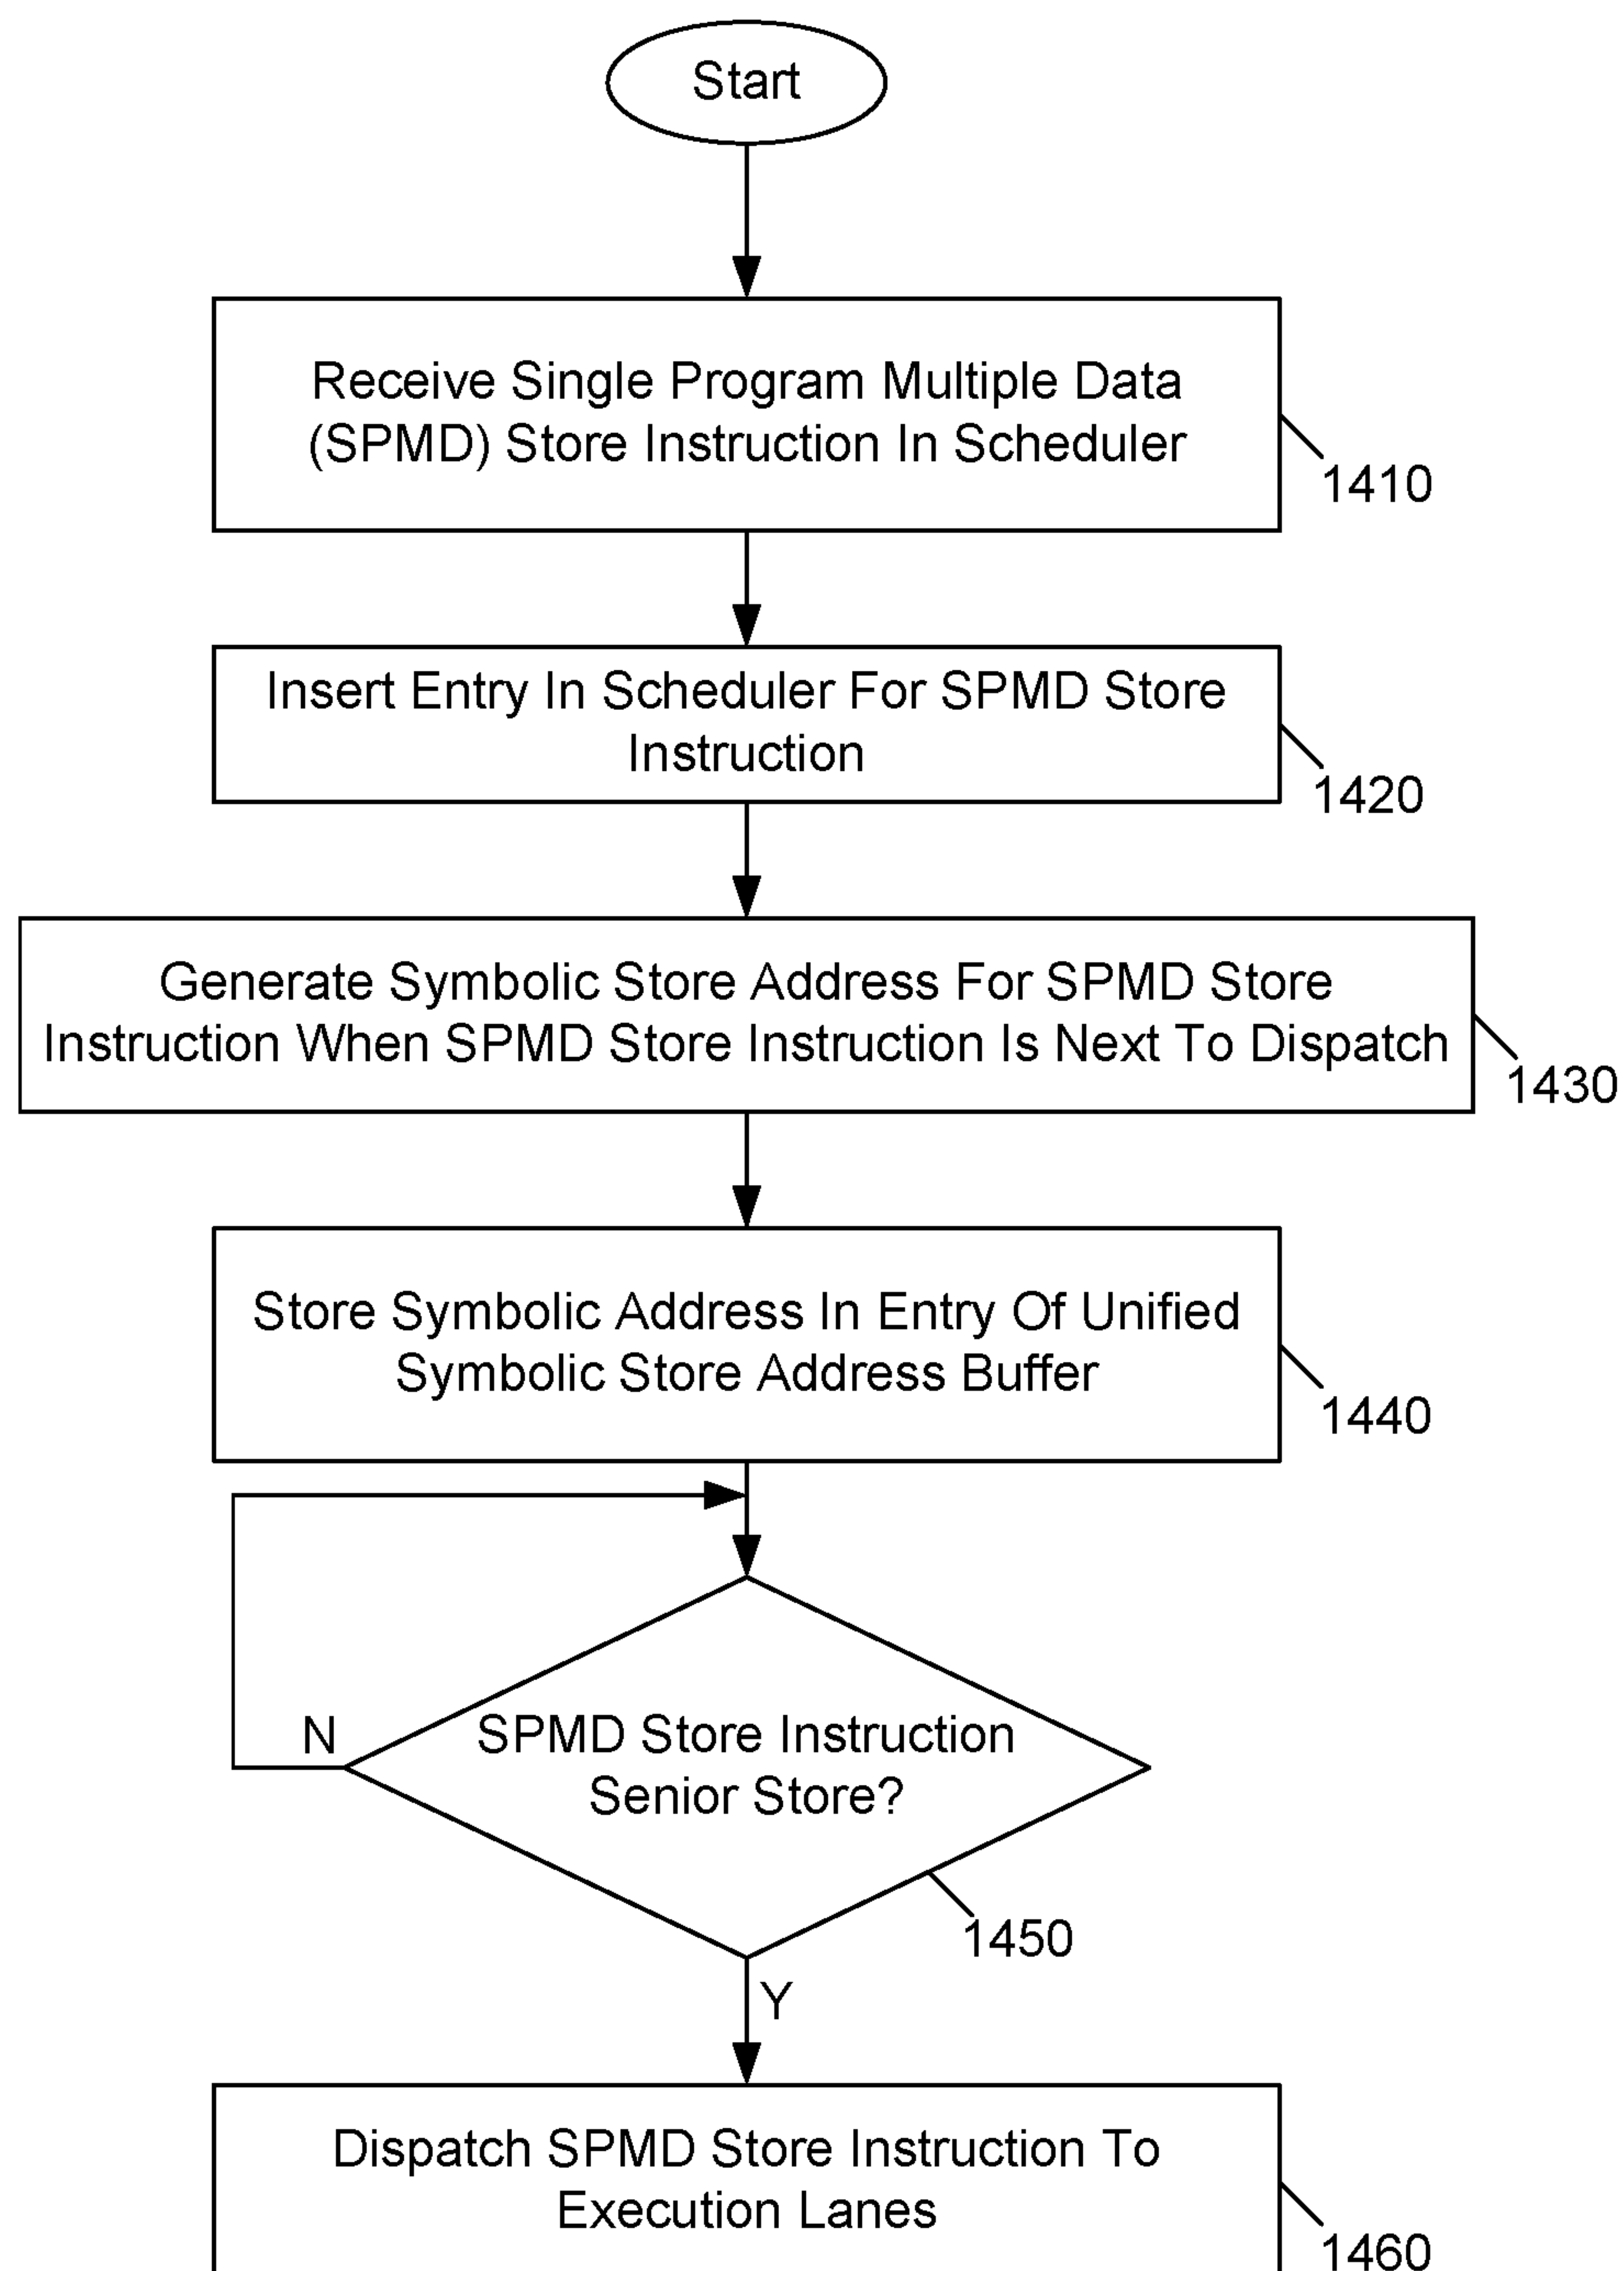 Start
Receive Single Program Multiple Data
(SPMD) Store Instruction In Scheduler
1410
Insert Entry In Scheduler For SPMD Store
Instruction
1420
Generate Symbolic Store Address For SPMD Store
Instruction When SPMD Store Instruction Is Next To Dispatch
1430
Store Symbolic Address In Entry Of Unified
Symbolic Store Address Buffer
1440
N
SPMD Store Instruction
Senior Store?
1450
Y
Dispatch SPMD Store Instruction To
Execution Lanes
1460